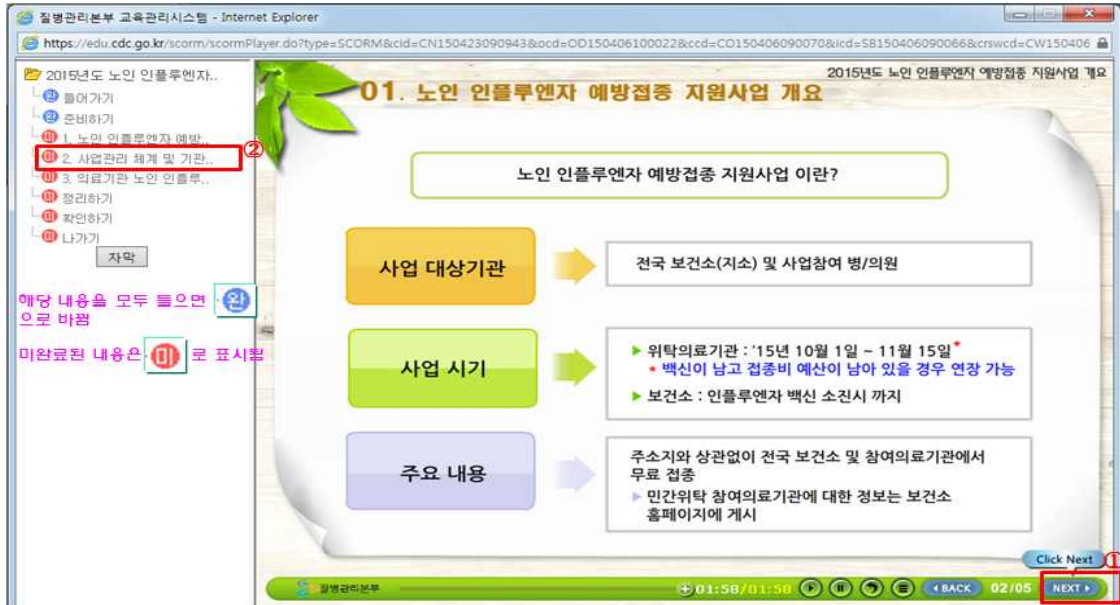 질병관리본부 교육관리시스템 - Internet Explorer
https://edu.cdc.go.kr/scorm/scormPlayer.do?type=SCORM&cid=CN150423090943&ocd=OD150406100022&ccd=CO150406090070&icd=SB150406090066&crswcd=CW150406
2015년도 노인 인플루엔자..
완 들어가기
완 준비하기
미 1. 노인 인플루엔자 예방..
미 2. 사업관리 체계 및 기관..
②
미 3. 의료기관 노인 인플루..
미 정리하기
미 확인하기
미 나가기
자막
해당 내용을 모두 들으면 완
으로 바뀜
미완료된 내용은 미 로 표시됨
2015년도 노인 인플루엔자 예방접종 지원사업 개요
01. 노인 인플루엔자 예방접종 지원사업 개요
노인 인플루엔자 예방접종 지원사업 이란?
사업 대상기관
전국 보건소(지소) 및 사업참여 병/의원
사업 시기
▶ 위탁의료기관 : '15년 10월 1일 ~ 11월 15일*
* 백신이 남고 접종비 예산이 남아 있을 경우 연장 가능
▶ 보건소 : 인플루엔자 백신 소진시 까지
주요 내용
주소지와 상관없이 전국 보건소 및 참여의료기관에서
무료 접종
▶ 민간위탁 참여의료기관에 대한 정보는 보건소
홈페이지에 게시
Click Next
①
질병관리본부
01:58/01:58
BACK
02/05
NEXT